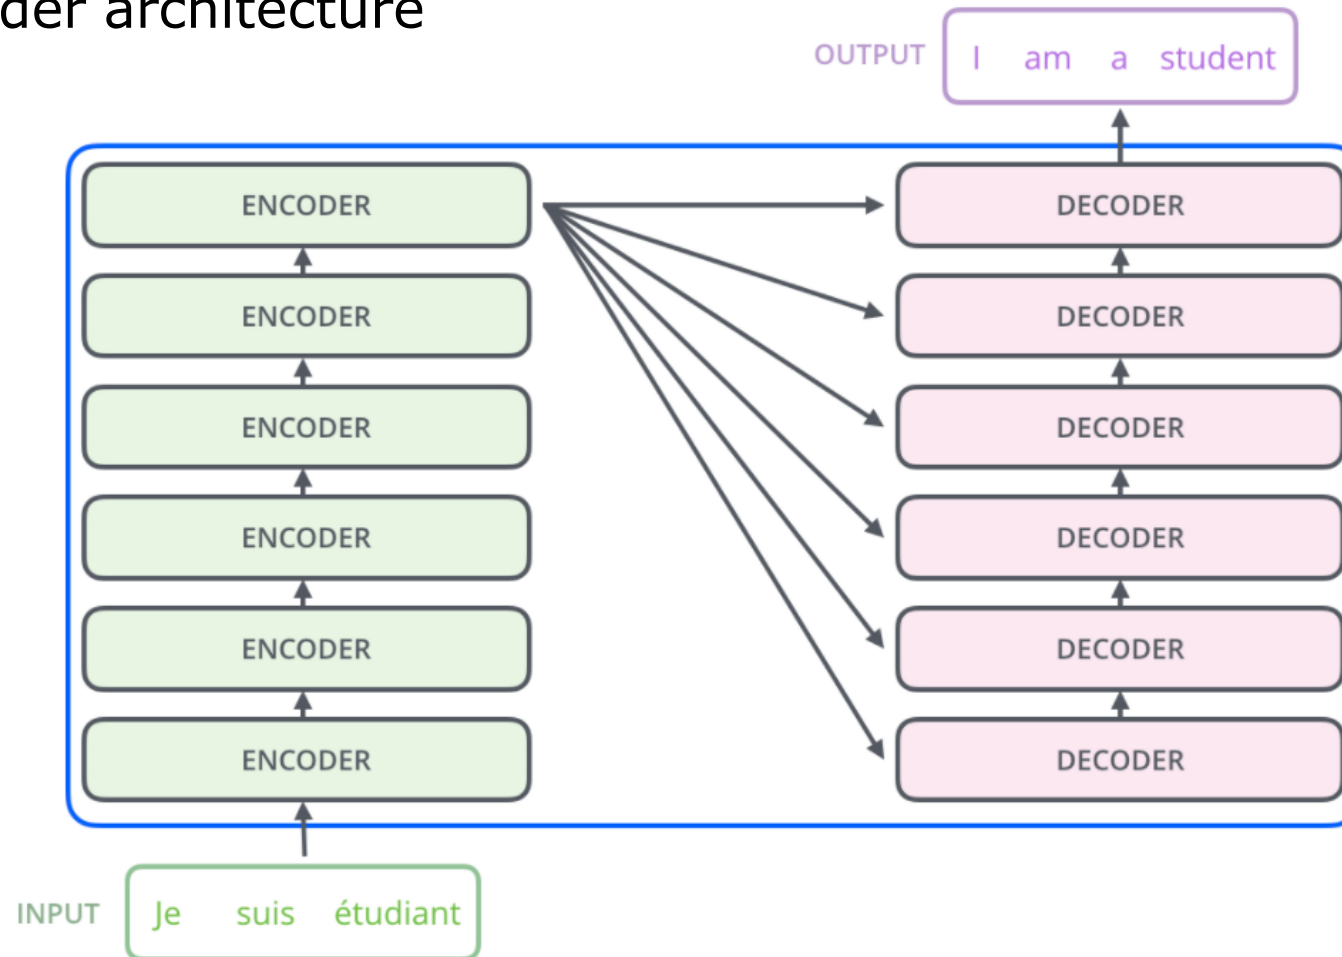 der architecture
OUTPUT I am a student
ENCODER DECODER
ENCODER DECODER
ENCODER DECODER
ENCODER DECODER
ENCODER DECODER
ENCODER DECODER
INPUT Je suis étudiant